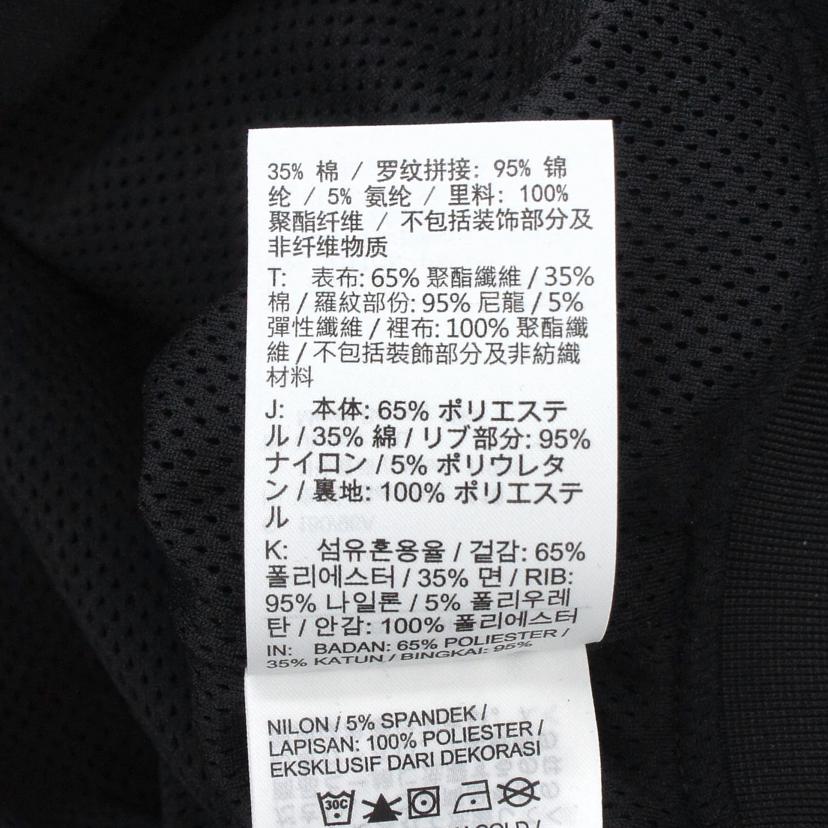 35% 棉 / 罗纹拼接: 95% 锦
纶 / 5% 氨纶 / 里料: 100%
聚酯纤维 / 不包括装饰部分及
非纤维物质
T: 表布: 65% 聚酯纖維 / 35%
棉 / 羅紋部份: 95% 尼龍 / 5%
彈性纖維 / 裡布: 100% 聚酯纖
維 / 不包括裝飾部分及非紡織
材料
J: 本体: 65% ポリエステ
ル / 35% 綿 / リブ部分: 95%
ナイロン / 5% ポリウレタ
ン / 裏地: 100% ポリエステ
ル
K: 섬유혼용율 / 겉감: 65%
폴리에스터 / 35% 면 / RIB:
95% 나일론 / 5% 폴리우레
탄 / 안감: 100% 폴리에스터
IN: BADAN: 65% POLIESTER /
35% KATUN / BINGKAI: 95%
NILON / 5% SPANDEK /
LAPISAN: 100% POLIESTER /
EKSKLUSIF DARI DEKORASI
30C